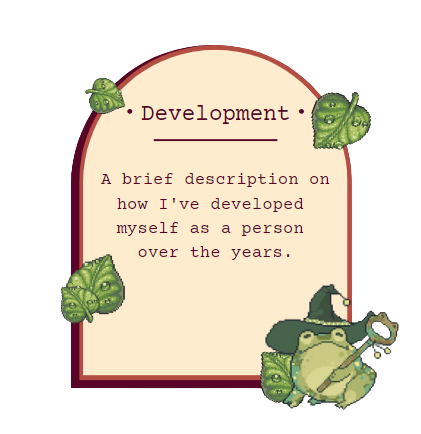 • Development •
A brief description on
how I've developed
myself as a person
over the years.